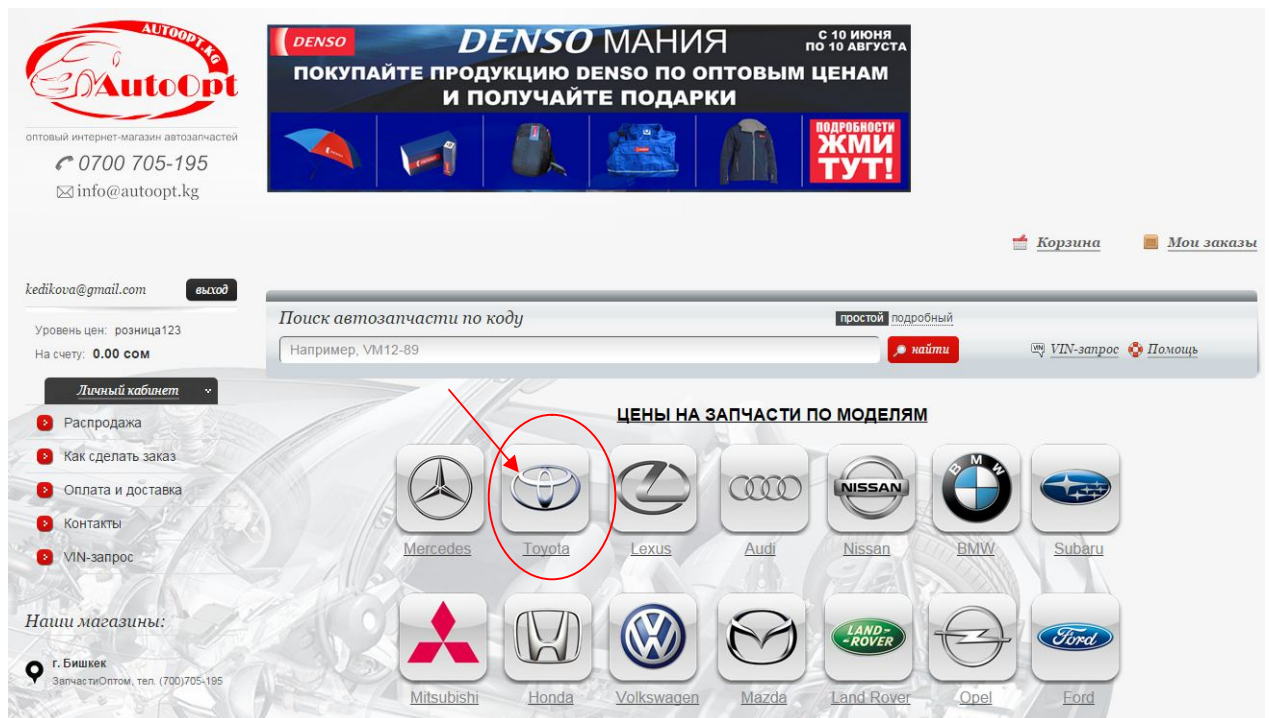 AUTOOPT.KG
AutoOpt
оптовый интернет-магазин автозапчастей
0700 705-195
info@autoopt.kg
DENSO
DENSO МАНИЯ
С 10 ИЮНЯ
ПО 10 АВГУСТА
ПОКУПАЙТЕ ПРОДУКЦИЮ DENSO ПО ОПТОВЫМ ЦЕНАМ
И ПОЛУЧАЙТЕ ПОДАРКИ
ПОДРОБНОСТИ
ЖМИ
ТУТ!
Корзина
Мои заказы
kedikova@gmail.com
выход
Уровень цен: розница123
На счету: 0.00 сом
Личный кабинет
Распродажа
Как сделать заказ
Оплата и доставка
Контакты
VIN-запрос
Наши магазины:
г. Бишкек
ЗапчастиОптом, тел. (700)705-195
Поиск автозапчасти по коду
простой подробный
Например, VM12-89
найти
VIN
VIN-запрос
Помощь
ЦЕНЫ НА ЗАПЧАСТИ ПО МОДЕЛЯМ
NISSAN
BMW
Mercedes
Toyota
Lexus
Audi
Nissan
BMW
Subaru
LAND-
-ROVER
Ford
Mitsubishi
Honda
Volkswagen
Mazda
Land Rover
Opel
Ford